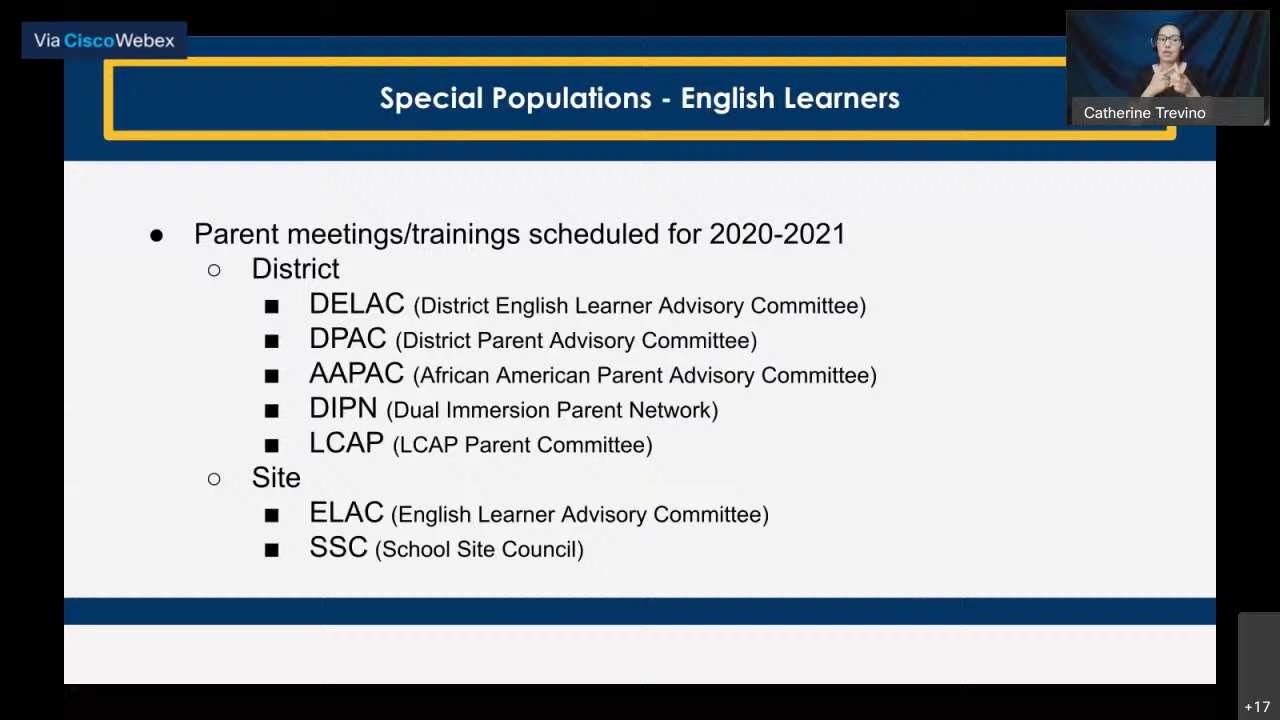 Via CiscoWebex
Special Populations - English Learners
Catherine Trevino
● Parent meetings/trainings scheduled for 2020-2021
○ District
■ DELAC (District English Learner Advisory Committee)
■ DPAC (District Parent Advisory Committee)
■ AAPAC (African American Parent Advisory Committee)
■ DIPN (Dual Immersion Parent Network)
■ LCAP (LCAP Parent Committee)
○ Site
■ ELAC (English Learner Advisory Committee)
■ SSC (School Site Council)
+17